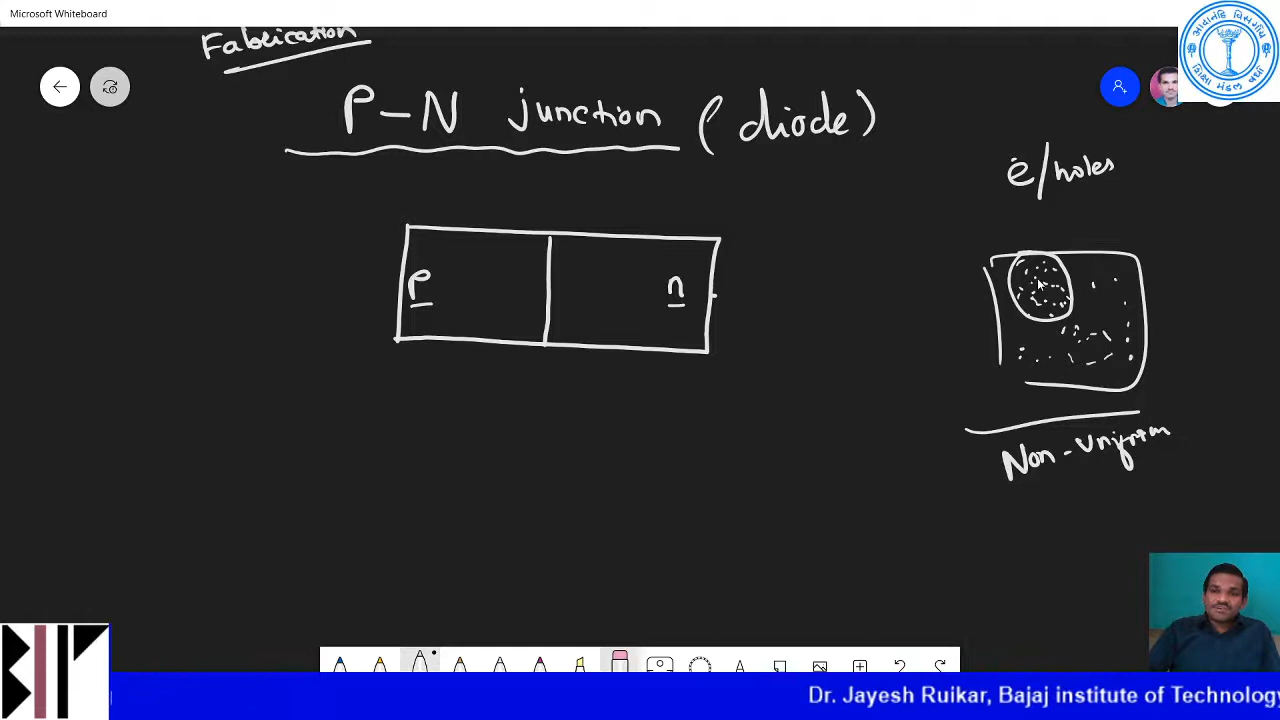 Microsoft Whiteboard
Fabrication
P-N junction (diode)
e/holes
P
n
Non-Uniform
Dr. Jayesh Ruikar, Bajaj institute of Technology